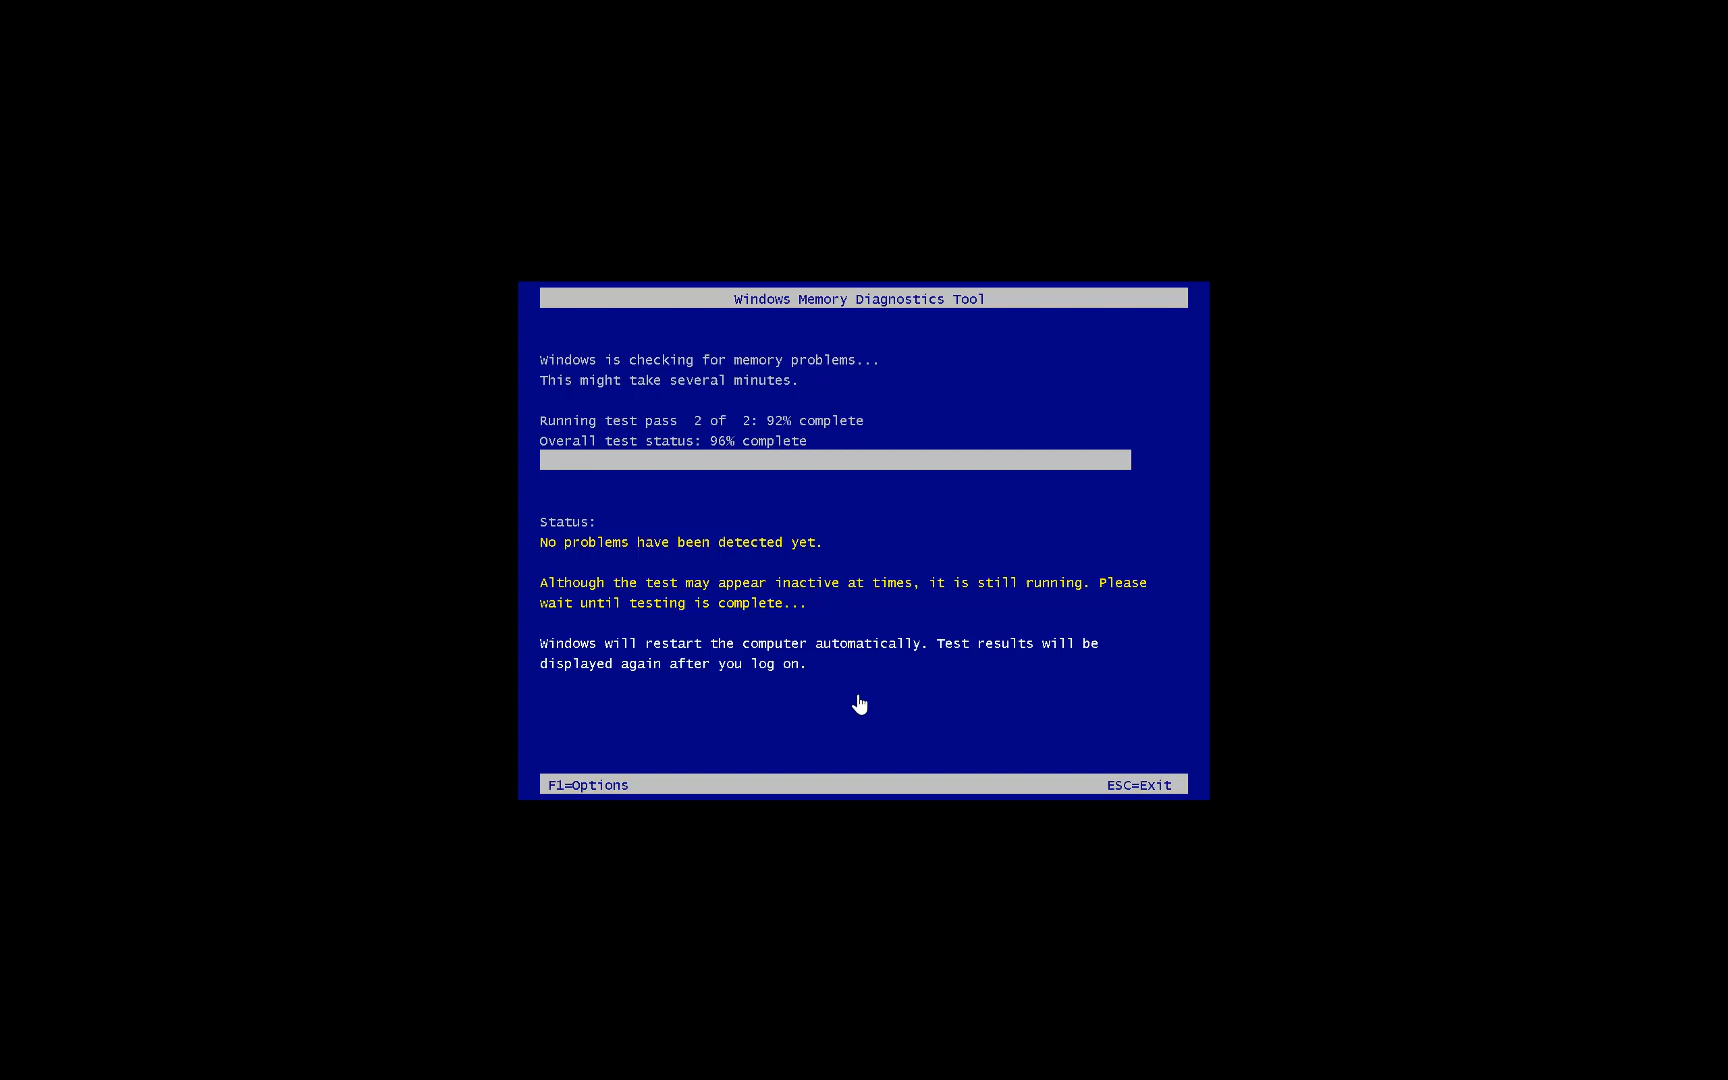 Windows Memory Diagnostics Tool
Windows is checking for memory problems...
This might take several minutes.
Running test pass  2 of  2: 92% complete
Overall test status: 96% complete
Status:
No problems have been detected yet.
Although the test may appear inactive at times, it is still running. Please
wait until testing is complete...
Windows will restart the computer automatically. Test results will be
displayed again after you log on.
F1=Options ESC=Exit